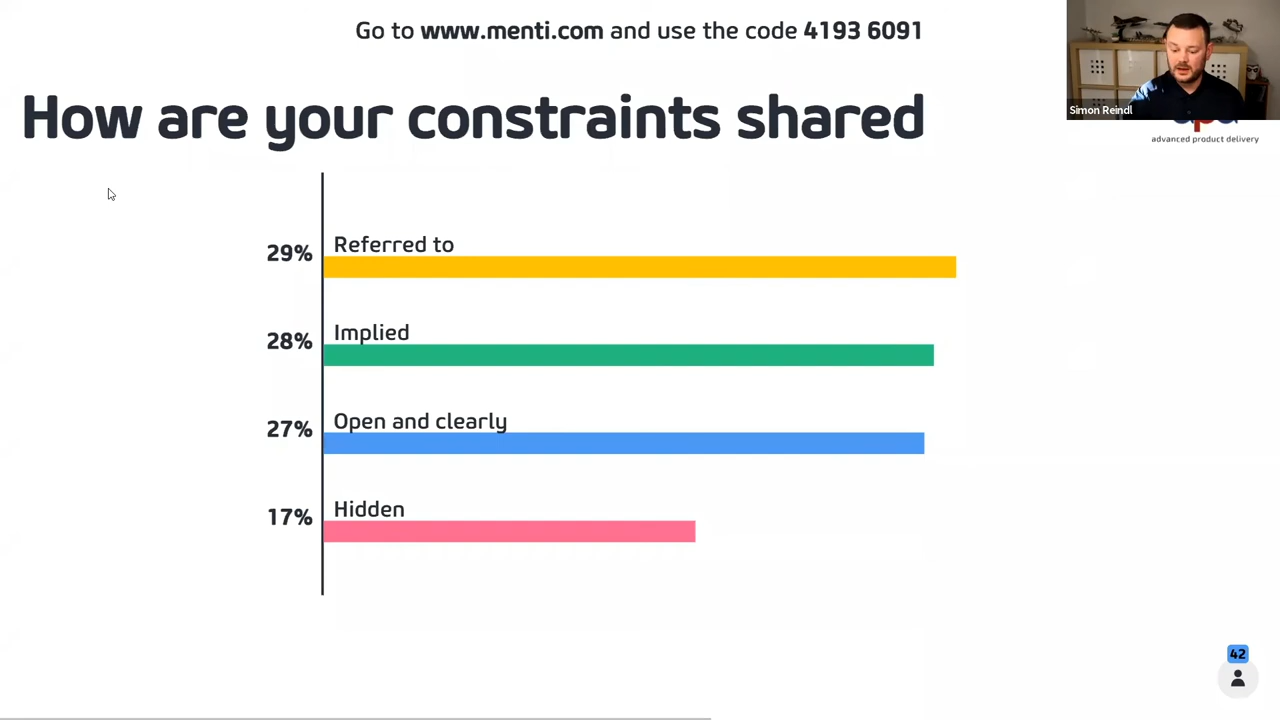 Go to www.menti.com and use the code 4193 6091
Simon Reindl
How are your constraints shared
advanced product delivery
29%
Referred to
28%
Implied
27%
Open and clearly
17%
Hidden
42